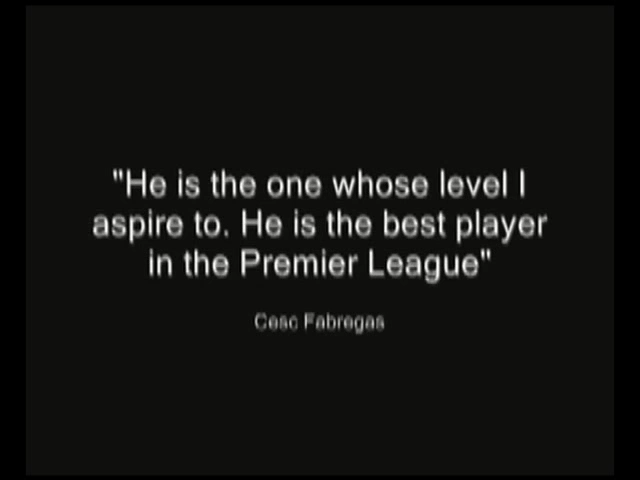 "He is the one whose level I
aspire to. He is the best player
in the Premier League"
Cesc Fabregas